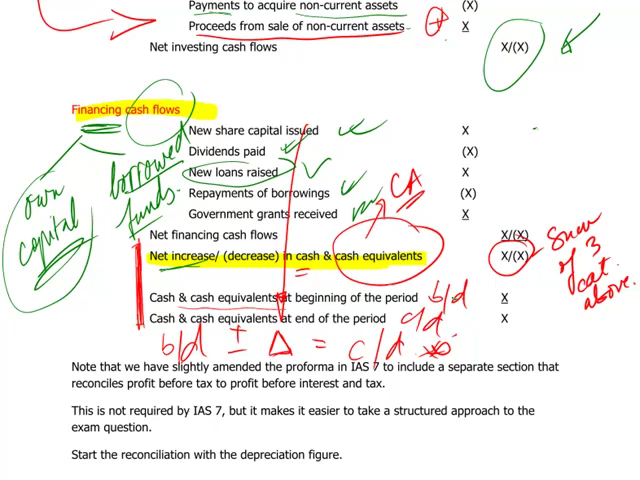 Payments to acquire non-current assets (X)
Proceeds from sale of non-current assets X
Net investing cash flows X/(X)
Financing cash flows
New share capital issued X
Dividends paid (X)
New loans raised X
Repayments of borrowings (X)
Government grants received X
Net financing cash flows X/(X)
Net increase/ (decrease) in cash & cash equivalents X/(X)
Cash & cash equivalents at beginning of the period b/d X
Cash & cash equivalents at end of the period c/d X
own
capital
borrowed
funds.
CA
Sum
of 3
cat
above.
b/d ± Δ = c/d
Note that we have slightly amended the proforma in IAS 7 to include a separate section that
reconciles profit before tax to profit before interest and tax.
This is not required by IAS 7, but it makes it easier to take a structured approach to the
exam question.
Start the reconciliation with the depreciation figure.